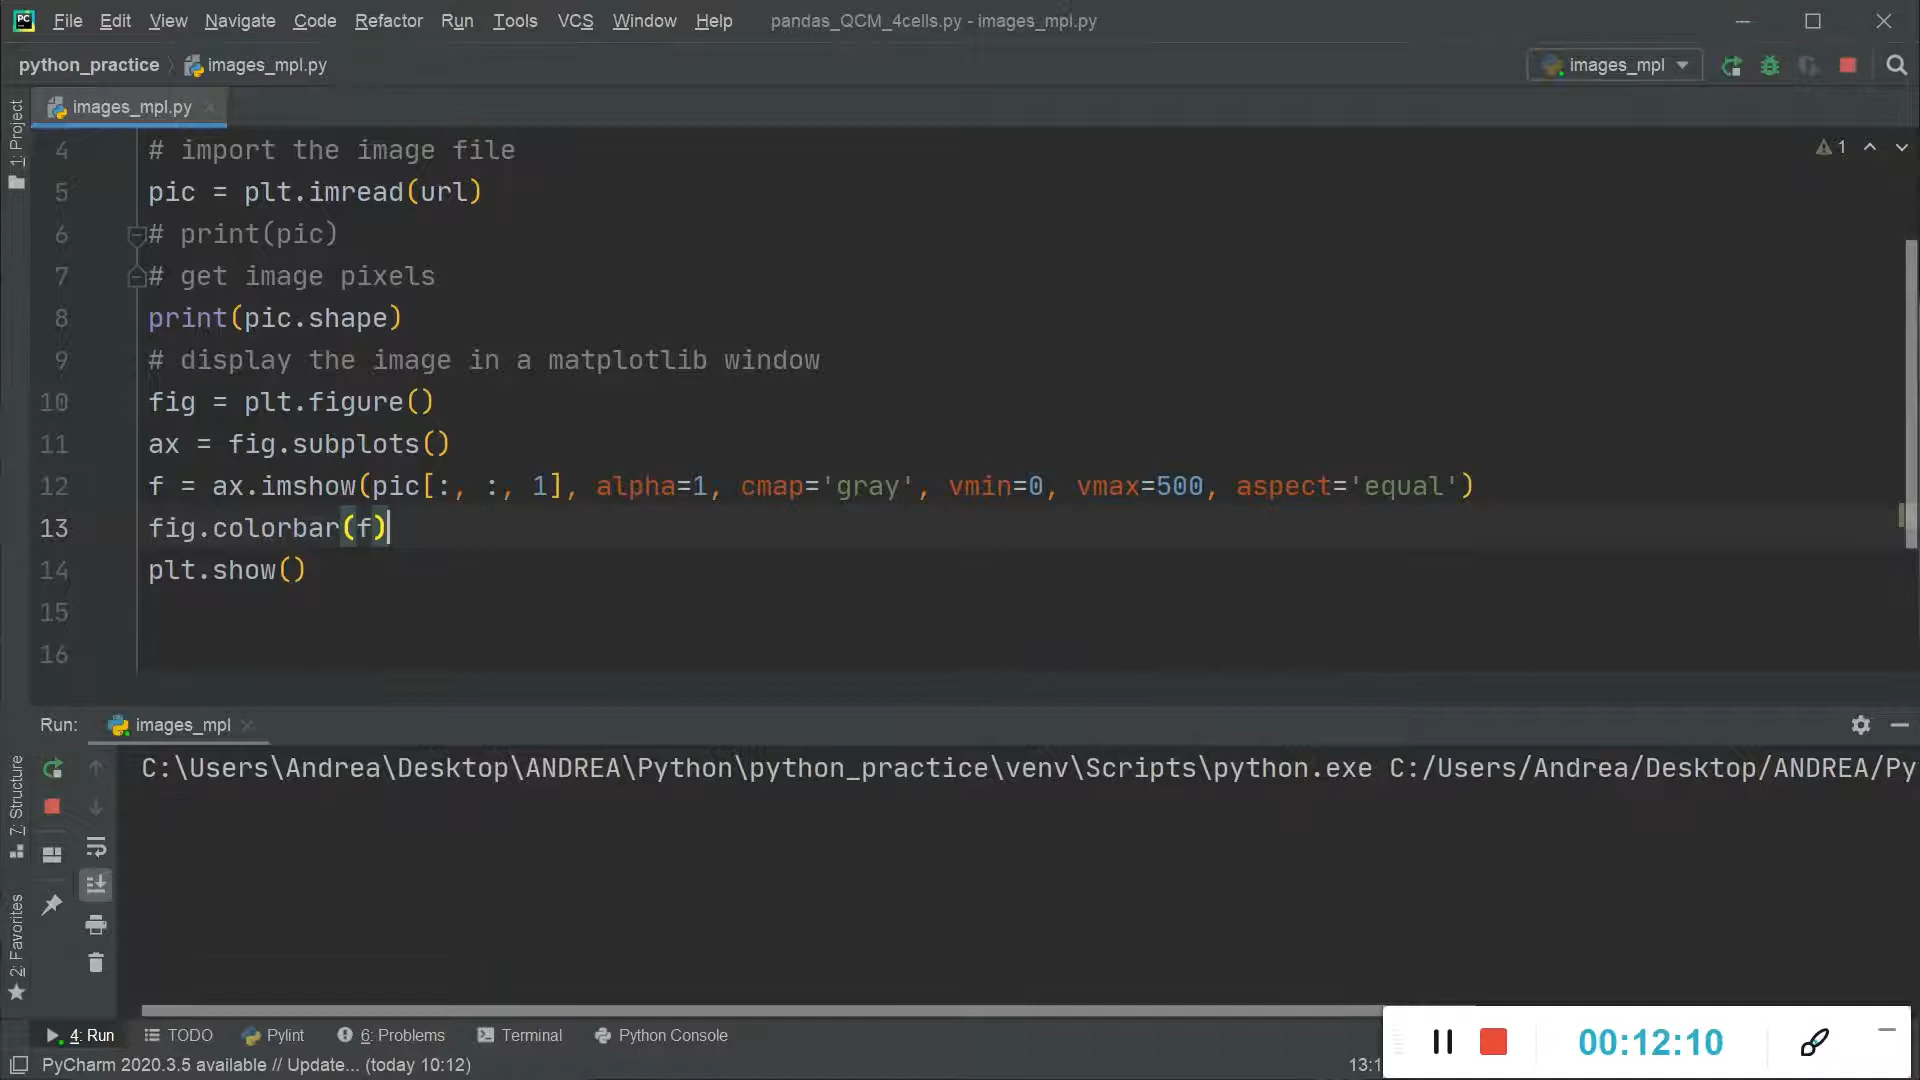 PC File Edit View Navigate Code Refactor Run Tools VCS Window Help pandas_QCM_4cells.py - images_mpl.py
python_practice images_mpl.py images_mpl
images_mpl.py
1: Project
4 # import the image file
1
5 pic = plt.imread(url)
6 # print(pic)
7 # get image pixels
8 print(pic.shape)
9 # display the image in a matplotlib window
10 fig = plt.figure()
11 ax = fig.subplots()
12 f = ax.imshow(pic[:, :, 1], alpha=1, cmap='gray', vmin=0, vmax=500, aspect='equal')
13 fig.colorbar(f)
14 plt.show()
15
16
Run: images_mpl
C:\Users\Andrea\Desktop\ANDREA\Python\python_practice\venv\Scripts\python.exe C:/Users/Andrea/Desktop/ANDREA/Py
7: Structure
2: Favorites
4: Run TODO Pylint 6: Problems Terminal Python Console
00:12:10
PyCharm 2020.3.5 available // Update... (today 10:12) 13:1